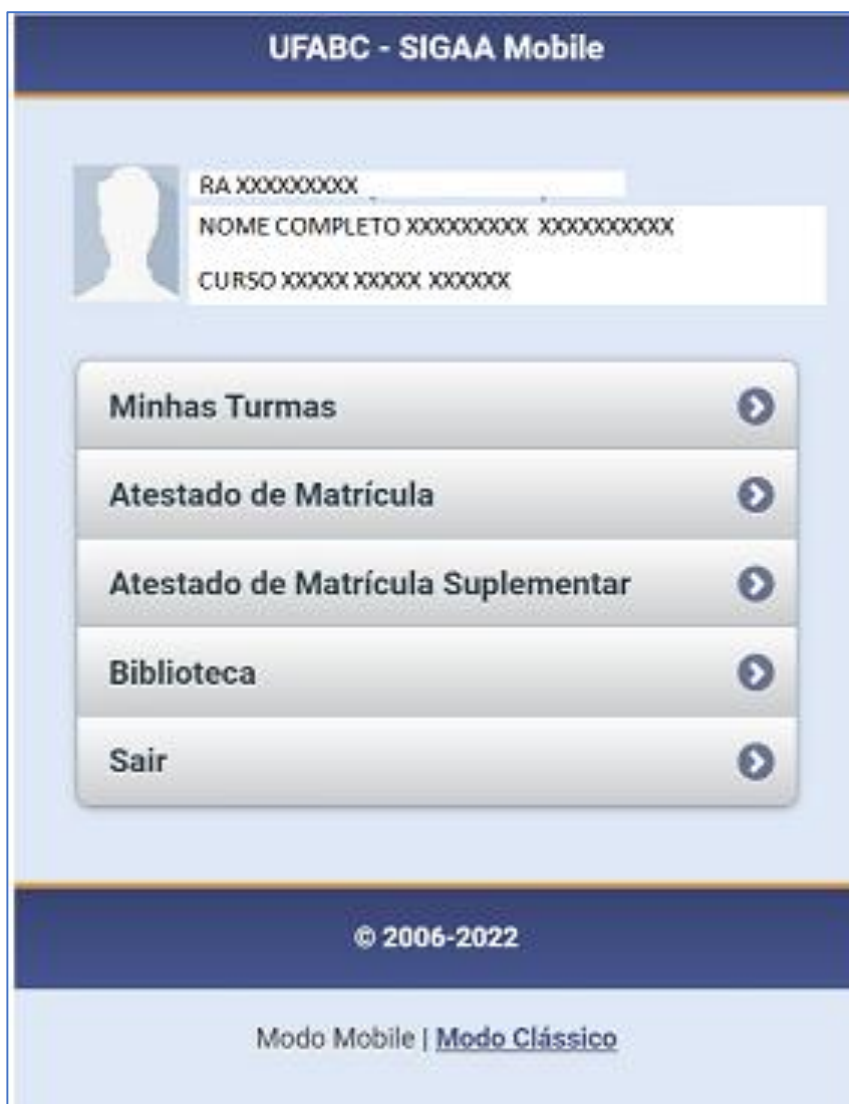 UFABC - SIGAA Mobile
RA XXXXXXXXX
NOME COMPLETO XXXXXXXXX XXXXXXXXXX
CURSO XXXXX XXXXX XXXXXX
Minhas Turmas
Atestado de Matrícula
Atestado de Matrícula Suplementar
Biblioteca
Sair
© 2006-2022
Modo Mobile | Modo Clássico